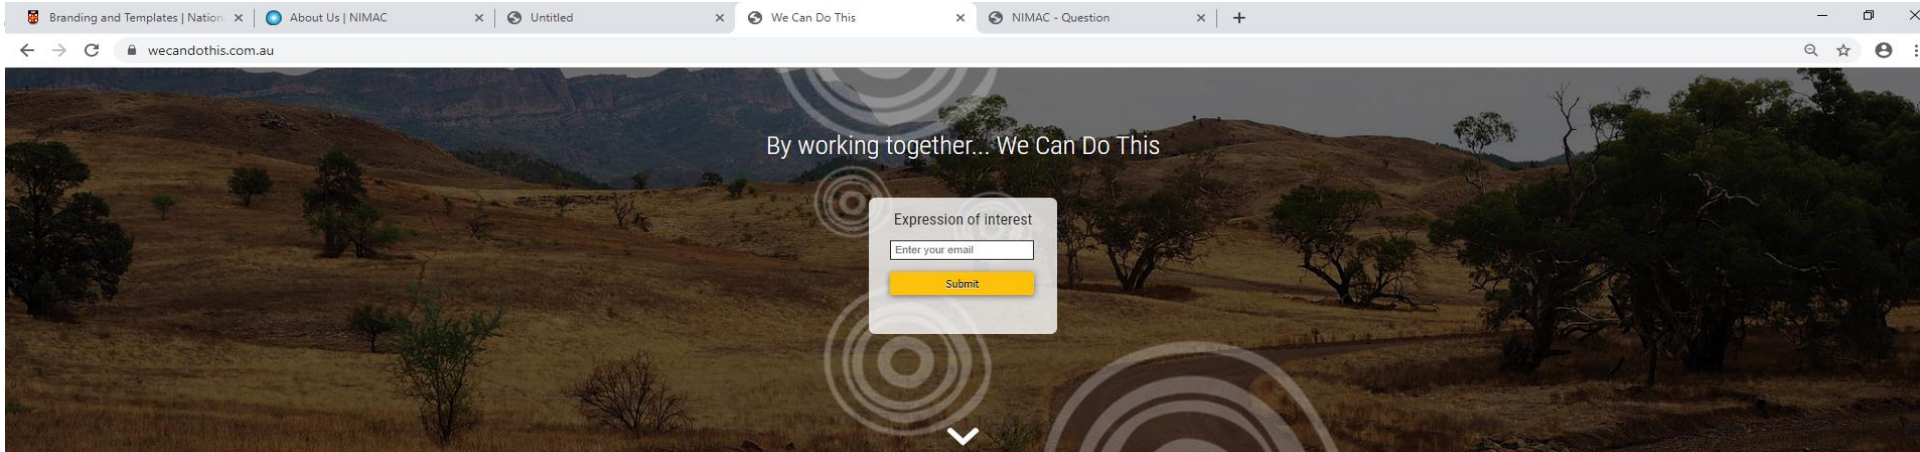 Branding and Templates | Nation
About Us | NIMAC
Untitled
We Can Do This
NIMAC - Question
wecandothis.com.au
By working together... We Can Do This
Expression of interest
Enter your email
Submit